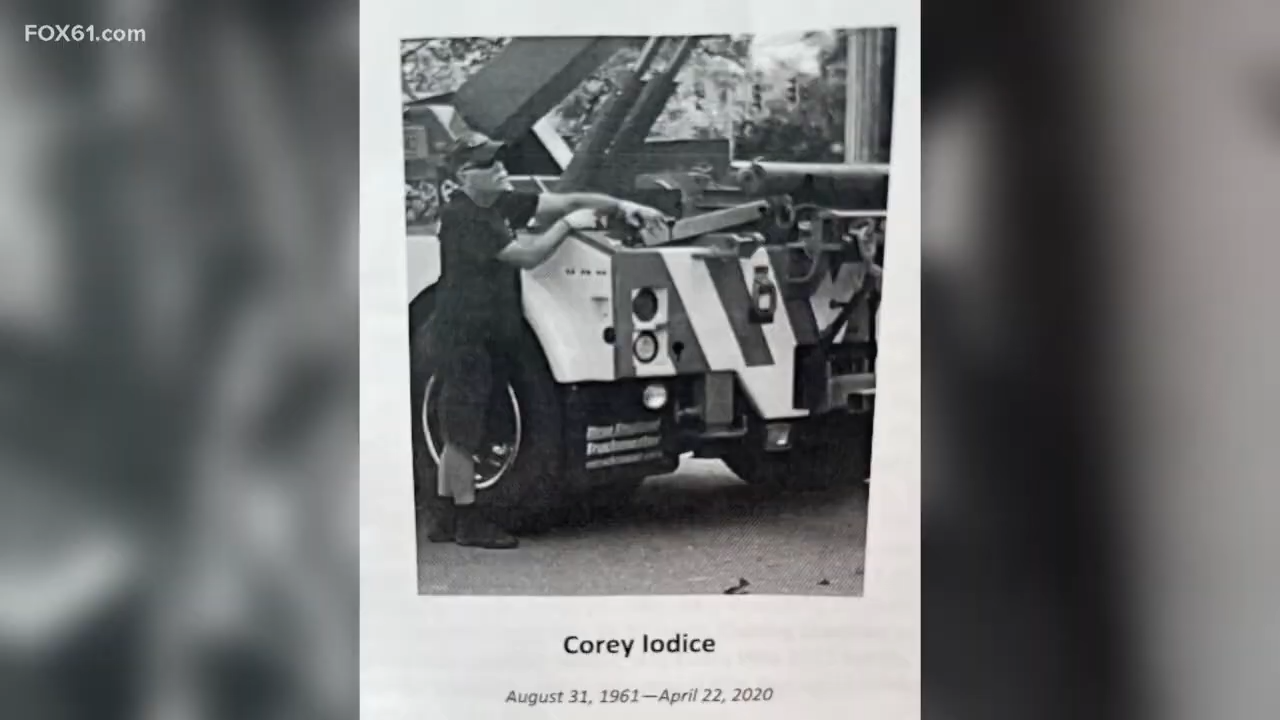 FOX61.com
Corey Iodice
August 31, 1961—April 22, 2020